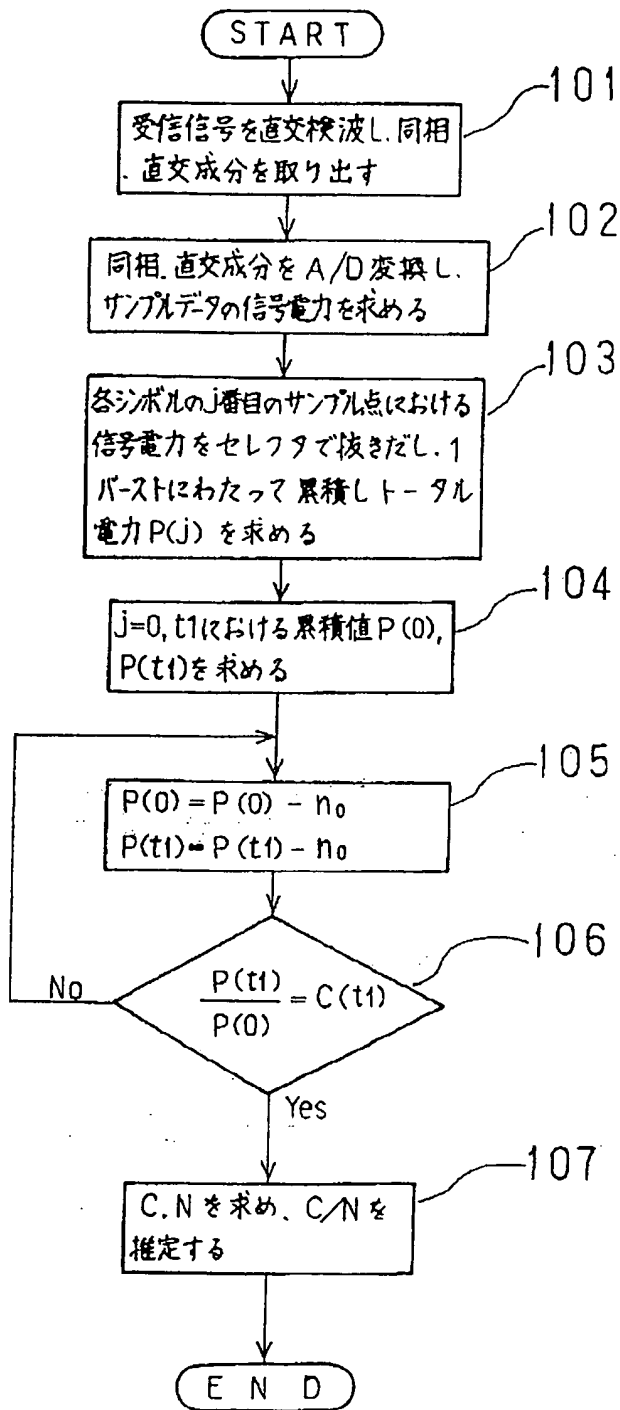 START
101
受信信号を直交検波し、同相
、直交成分を取り出す
102
同相、直交成分をA/D変換し、
サンプルデータの信号電力を求める
103
各シンボルのj番目のサンプル点における
信号電力をセレクタで抜きだし、1
バーストにわたって累積しトータル
電力P(j)を求める
104
j=0,t1における累積値P(0),
P(t1)を求める
105
P(0)=P(0)-n0
P(t1)=P(t1)-n0
106
P(t1)
P(0)
=C(t1)
No
Yes
107
C、Nを求め、C/Nを
推定する
END